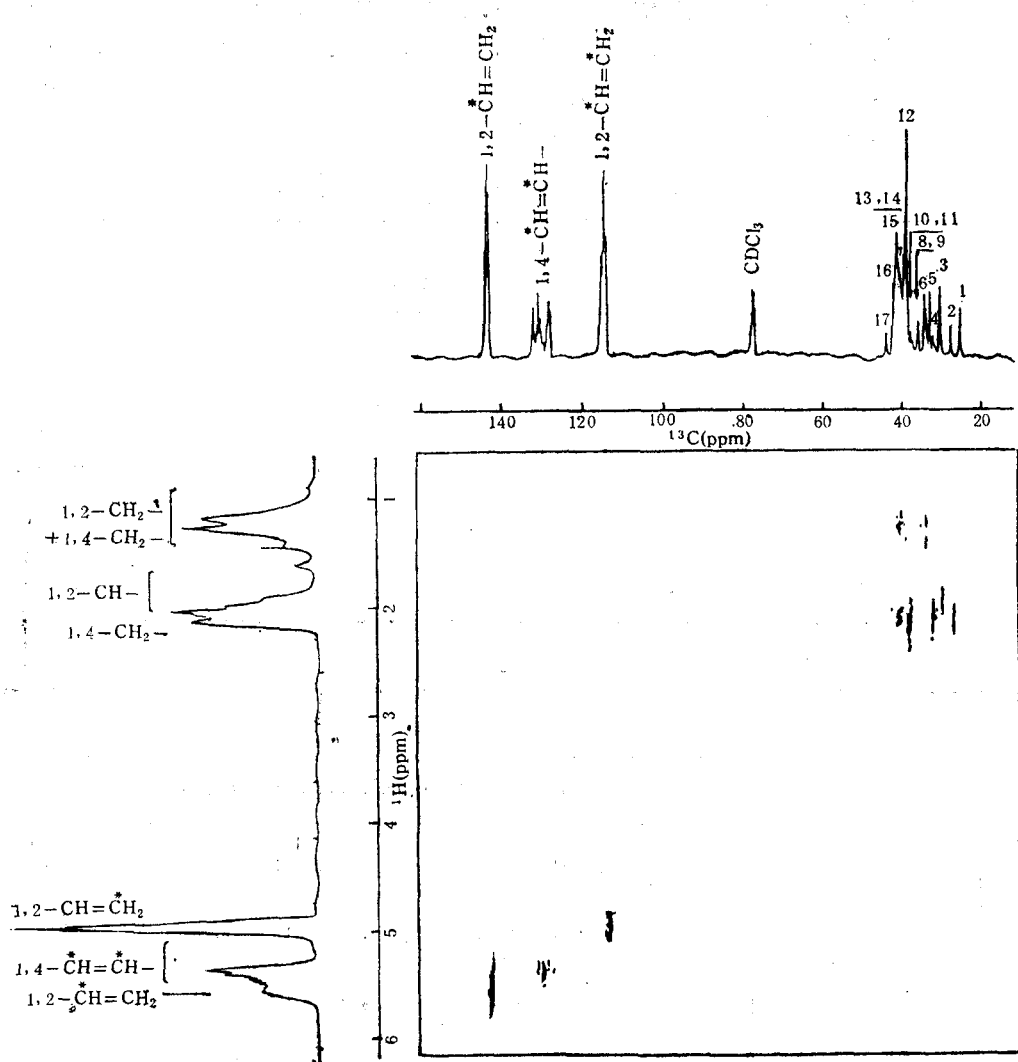 1,2-*CH=CH₂
1,4-*CH=*CH-
1,2-CH=*CH₂
CDCl₃
12
13,14
15
10,11
8,9
16
6
5
3
4
17
2
1
140
120
100
80
60
40
20
¹³C(ppm)
1,2-CH₂-
+1,4-CH₂-
1,2-CH-
1,4-CH₂-
1,2-CH=*CH₂
1,4-*CH=*CH-
1,2-*CH=CH₂
1
2
3
¹H(ppm)
4
5
6